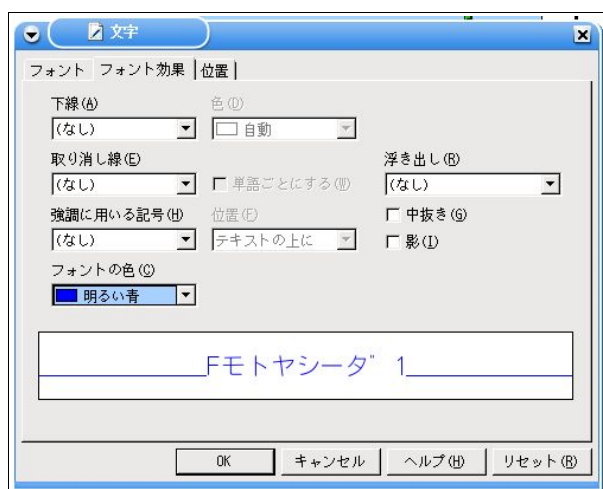 文字
フォント フォント効果 位置
下線(A) 色(D)
(なし) 自動
取り消し線(E) 浮き出し(R)
(なし) 単語ごとにする(W) (なし)
強調に用いる記号(H) 位置(F) 中抜き(G)
(なし) テキストの上に 影(I)
フォントの色(C)
明るい青
Fモトヤシーダ 1
OK キャンセル ヘルプ(H) リセット(R)